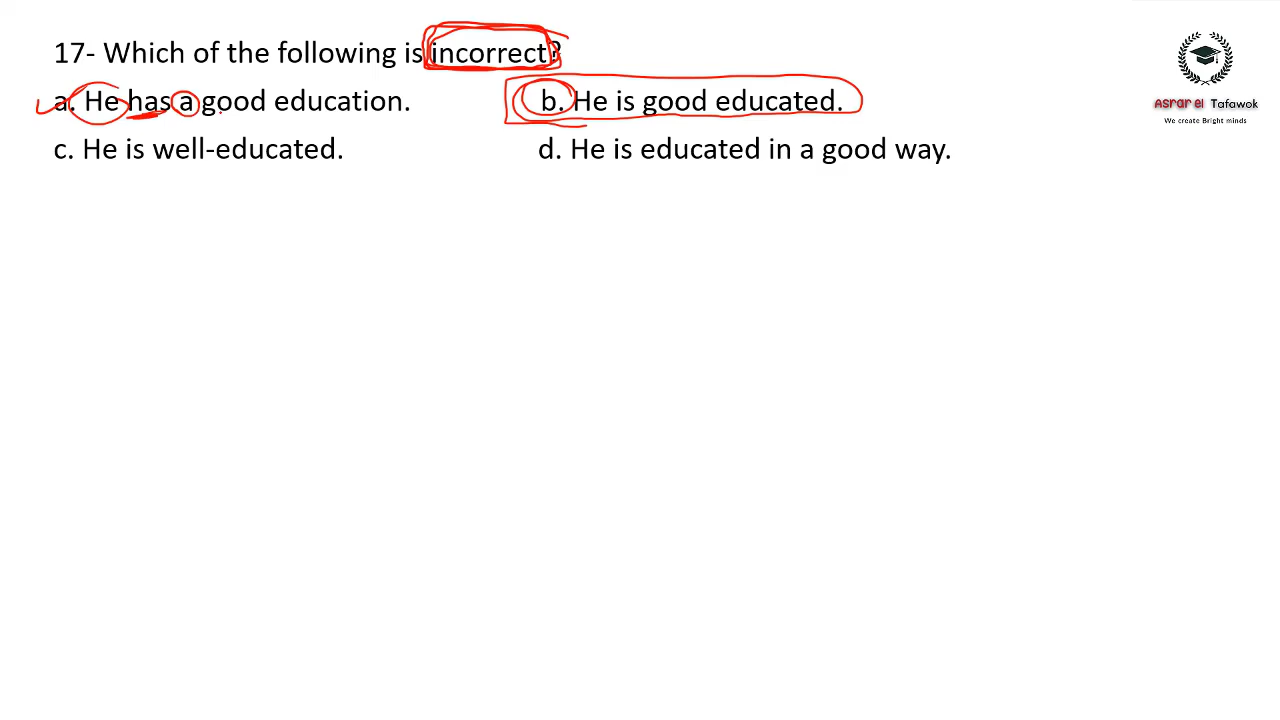 17- Which of the following is incorrect?
a. He has a good education. b. He is good educated.
c. He is well-educated. d. He is educated in a good way.
Asrar el Tafawok
We create Bright minds